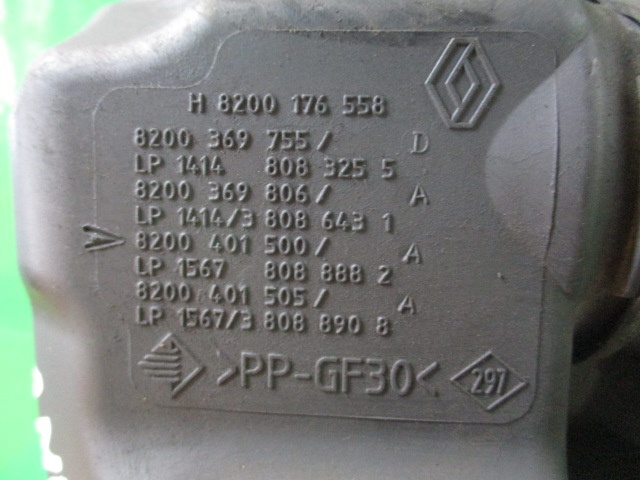 H 8200 176 558
8200 369 755/ D
LP 1414 808 325 5
8200 369 806/ A
LP 1414/3 808 643 1
8200 401 500/ A
LP 1567 808 888 2
8200 401 505/ A
LP 1567/3 808 890 8
>PP-GF30< 297